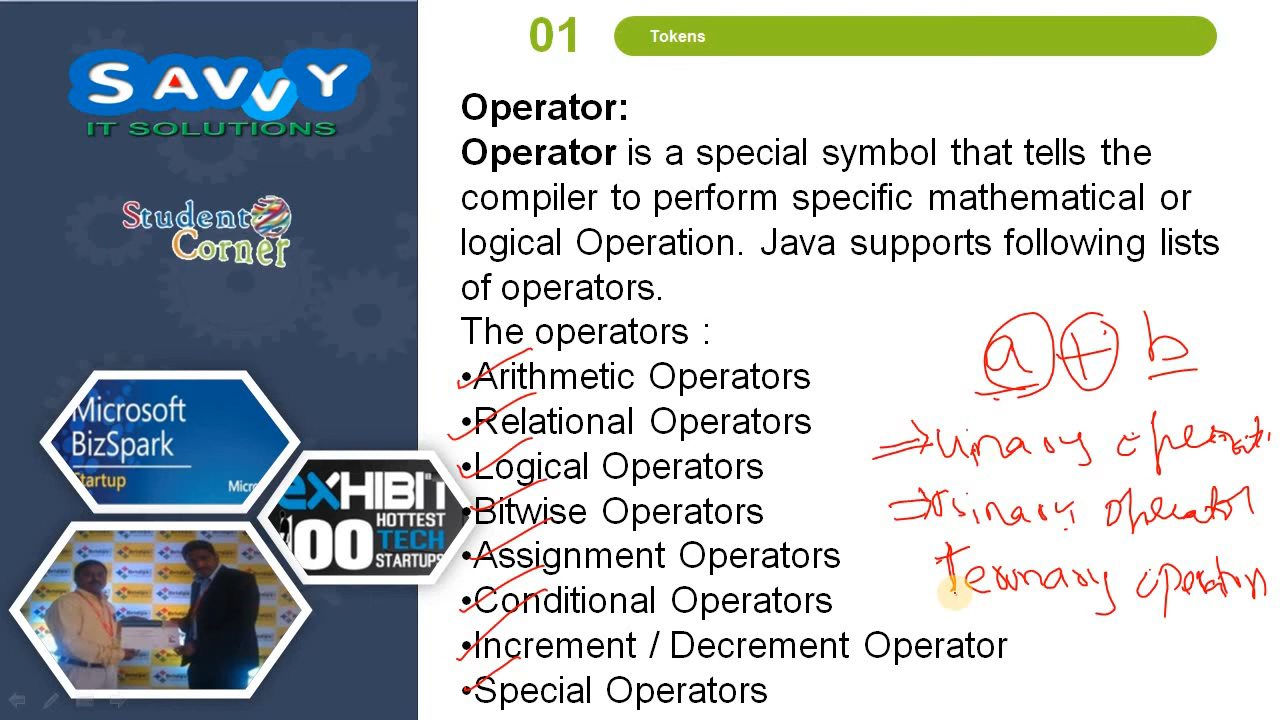 01
Tokens
SAVVY
IT SOLUTIONS
Student
Corner
Operator:
Operator is a special symbol that tells the
compiler to perform specific mathematical or
logical Operation. Java supports following lists
of operators.
The operators :
•Arithmetic Operators
•Relational Operators
•Logical Operators
•Bitwise Operators
•Assignment Operators
•Conditional Operators
•Increment / Decrement Operator
•Special Operators
a + b
⇒ unary operator
⇒ Binary operator
ternary operator
Microsoft
BizSpark
Startup
Micros
EXHIBIT
100 HOTTEST
TECH
STARTUPS